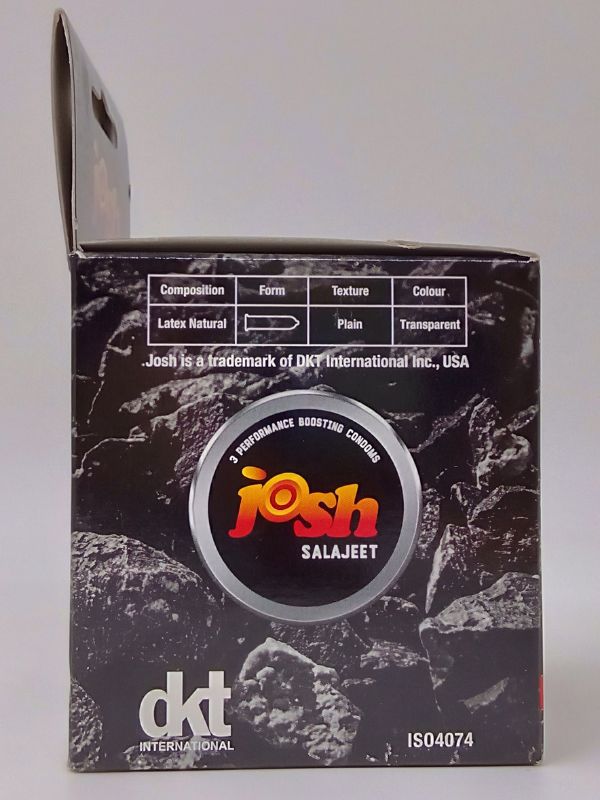 Composition Form Texture Colour
Latex Natural Plain Transparent
.Josh is a trademark of DKT International Inc., USA
3 PERFORMANCE BOOSTING CONDOMS
josh
SALAJEET
dkt
INTERNATIONAL
ISO4074